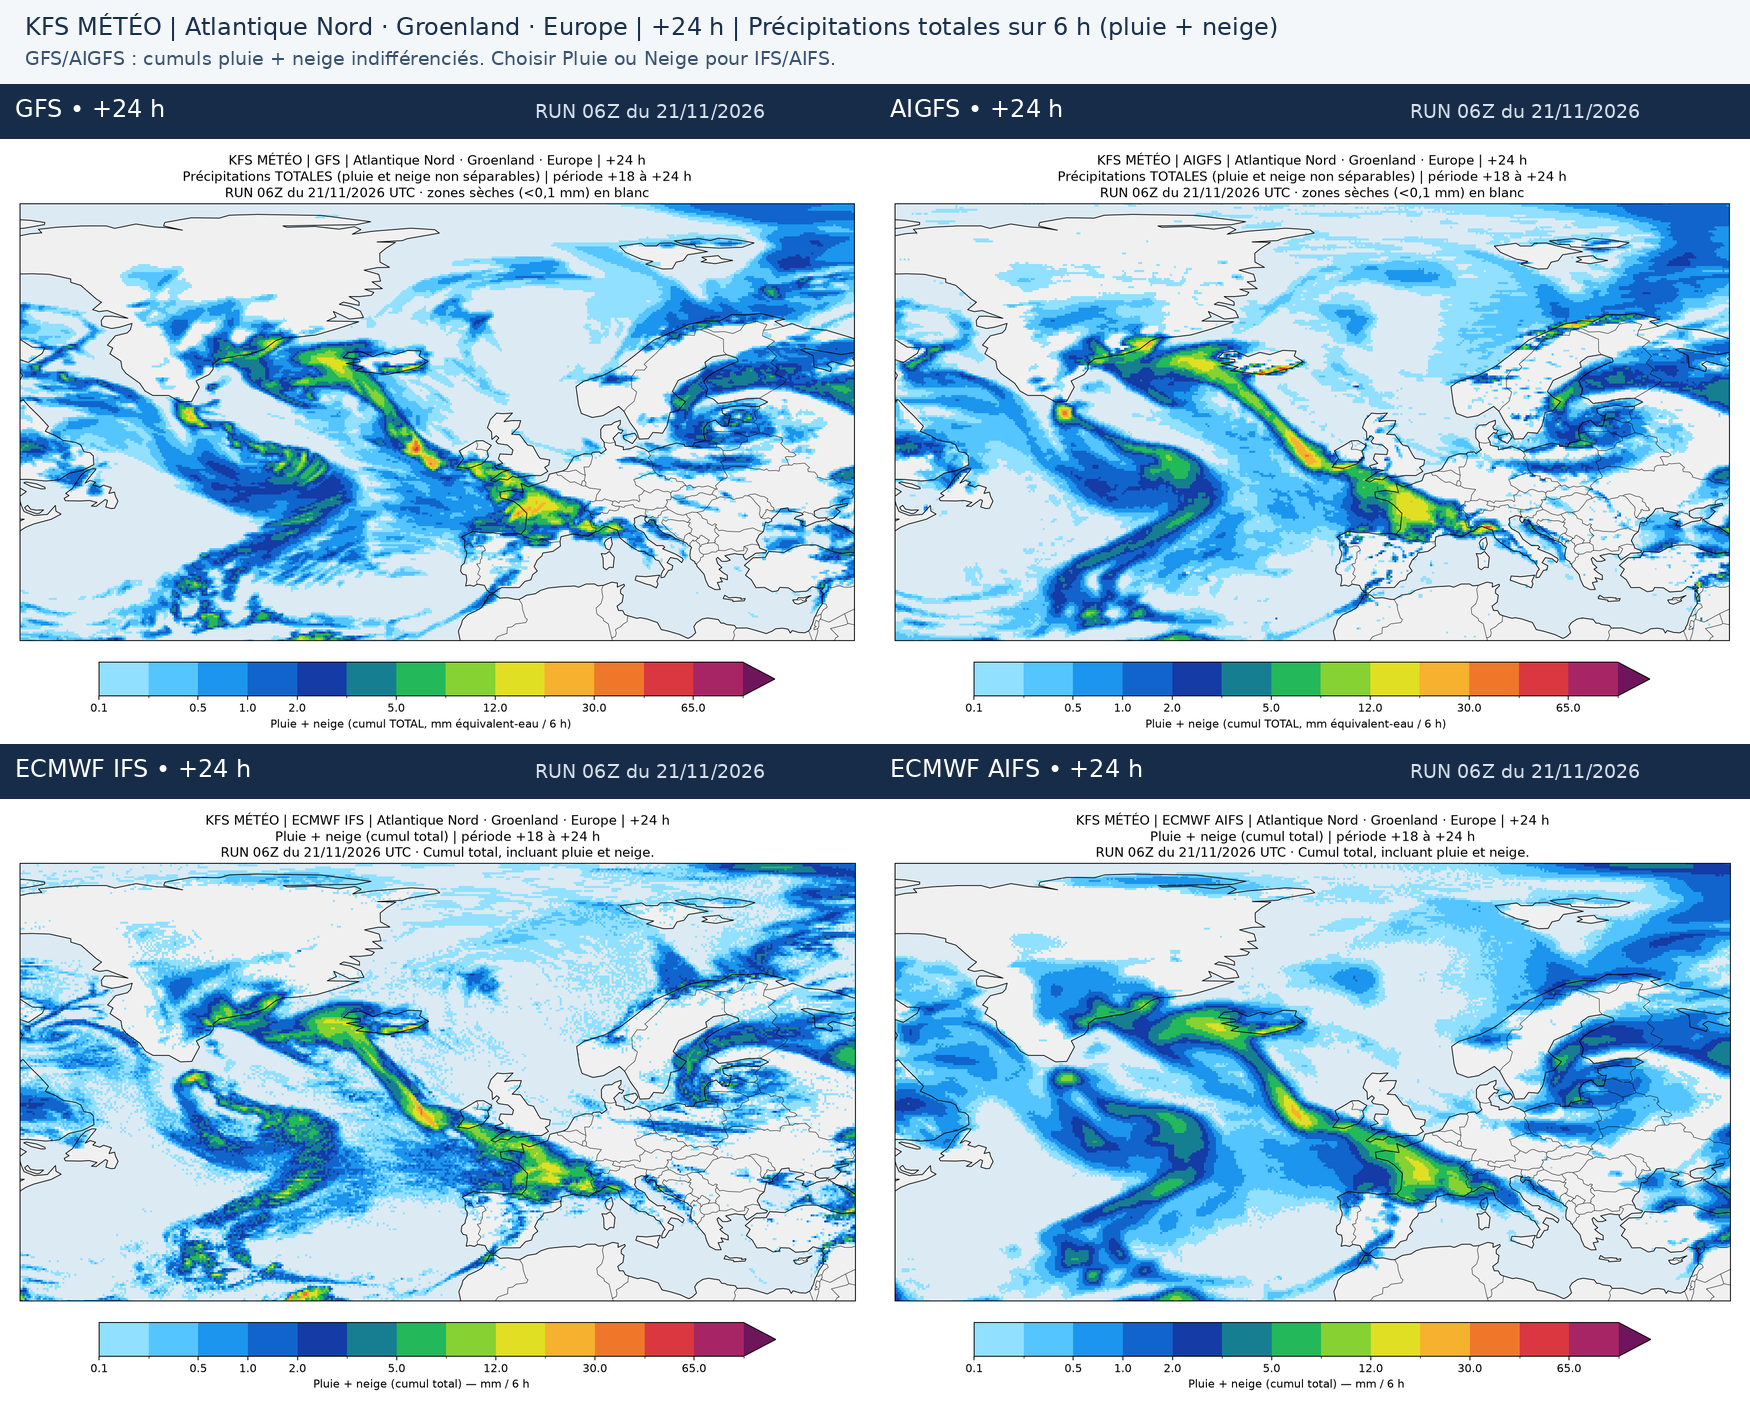 KFS MÉTÉO | Atlantique Nord · Groenland · Europe | +24 h | Précipitations totales sur 6 h (pluie + neige)
GFS/AIGFS : cumuls pluie + neige indifférenciés. Choisir Pluie ou Neige pour IFS/AIFS.
GFS • +24 h RUN 06Z du 21/11/2026
AIGFS • +24 h RUN 06Z du 21/11/2026
KFS MÉTÉO | GFS | Atlantique Nord · Groenland · Europe | +24 h
Précipitations TOTALES (pluie et neige non séparables) | période +18 à +24 h
RUN 06Z du 21/11/2026 UTC · zones sèches (<0,1 mm) en blanc
KFS MÉTÉO | AIGFS | Atlantique Nord · Groenland · Europe | +24 h
Précipitations TOTALES (pluie et neige non séparables) | période +18 à +24 h
RUN 06Z du 21/11/2026 UTC · zones sèches (<0,1 mm) en blanc
0.1 0.5 1.0 2.0 5.0 12.0 30.0 65.0
Pluie + neige (cumul TOTAL, mm équivalent-eau / 6 h)
0.1 0.5 1.0 2.0 5.0 12.0 30.0 65.0
Pluie + neige (cumul TOTAL, mm équivalent-eau / 6 h)
ECMWF IFS • +24 h RUN 06Z du 21/11/2026
ECMWF AIFS • +24 h RUN 06Z du 21/11/2026
KFS MÉTÉO | ECMWF IFS | Atlantique Nord · Groenland · Europe | +24 h
Pluie + neige (cumul total) | période +18 à +24 h
RUN 06Z du 21/11/2026 UTC · Cumul total, incluant pluie et neige.
KFS MÉTÉO | ECMWF AIFS | Atlantique Nord · Groenland · Europe | +24 h
Pluie + neige (cumul total) | période +18 à +24 h
RUN 06Z du 21/11/2026 UTC · Cumul total, incluant pluie et neige.
0.1 0.5 1.0 2.0 5.0 12.0 30.0 65.0
Pluie + neige (cumul total) — mm / 6 h
0.1 0.5 1.0 2.0 5.0 12.0 30.0 65.0
Pluie + neige (cumul total) — mm / 6 h